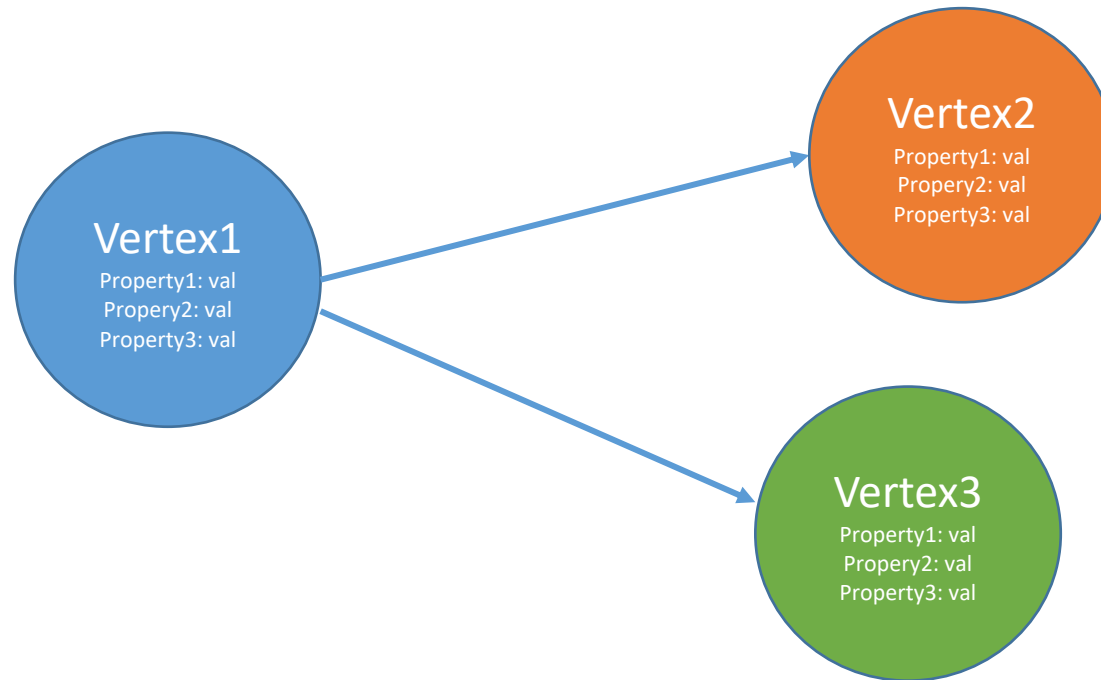 Vertex1
Property1: val
Propery2: val
Property3: val
Vertex2
Property1: val
Propery2: val
Property3: val
Vertex3
Property1: val
Propery2: val
Property3: val